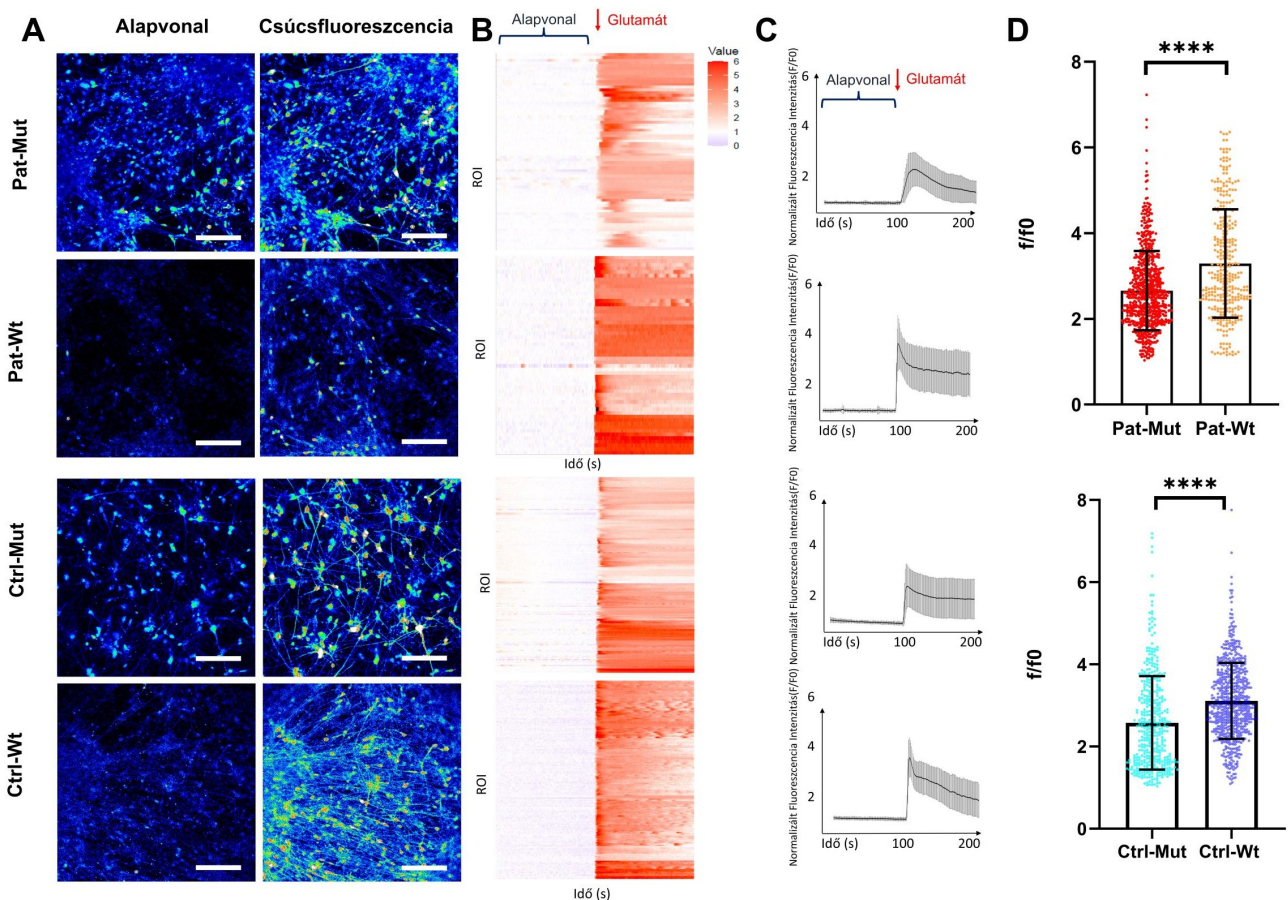 A
Alapvonal
Csúcsfluoreszcencia
Pat-Mut
Pat-Wt
Ctrl-Mut
Ctrl-Wt
B
Alapvonal
Glutamát
Value
6
5
4
3
2
1
0
ROI
ROI
Idő (s)
ROI
ROI
Idő (s)
C
Alapvonal
Glutamát
Normalizált Fluoreszcencia Intenzitás(F/F0)
6
4
2
Idő (s)
100
200
Normalizált Fluoreszcencia Intenzitás(F/F0)
6
4
2
Idő (s)
100
200
Normalizált Fluoreszcencia Intenzitás(F/F0)
6
4
2
Idő (s)
100
200
Normalizált Fluoreszcencia Intenzitás(F/F0)
6
4
2
Idő (s)
100
200
D
****
f/f0
8
6
4
2
0
Pat-Mut
Pat-Wt
****
f/f0
8
6
4
2
0
Ctrl-Mut
Ctrl-Wt